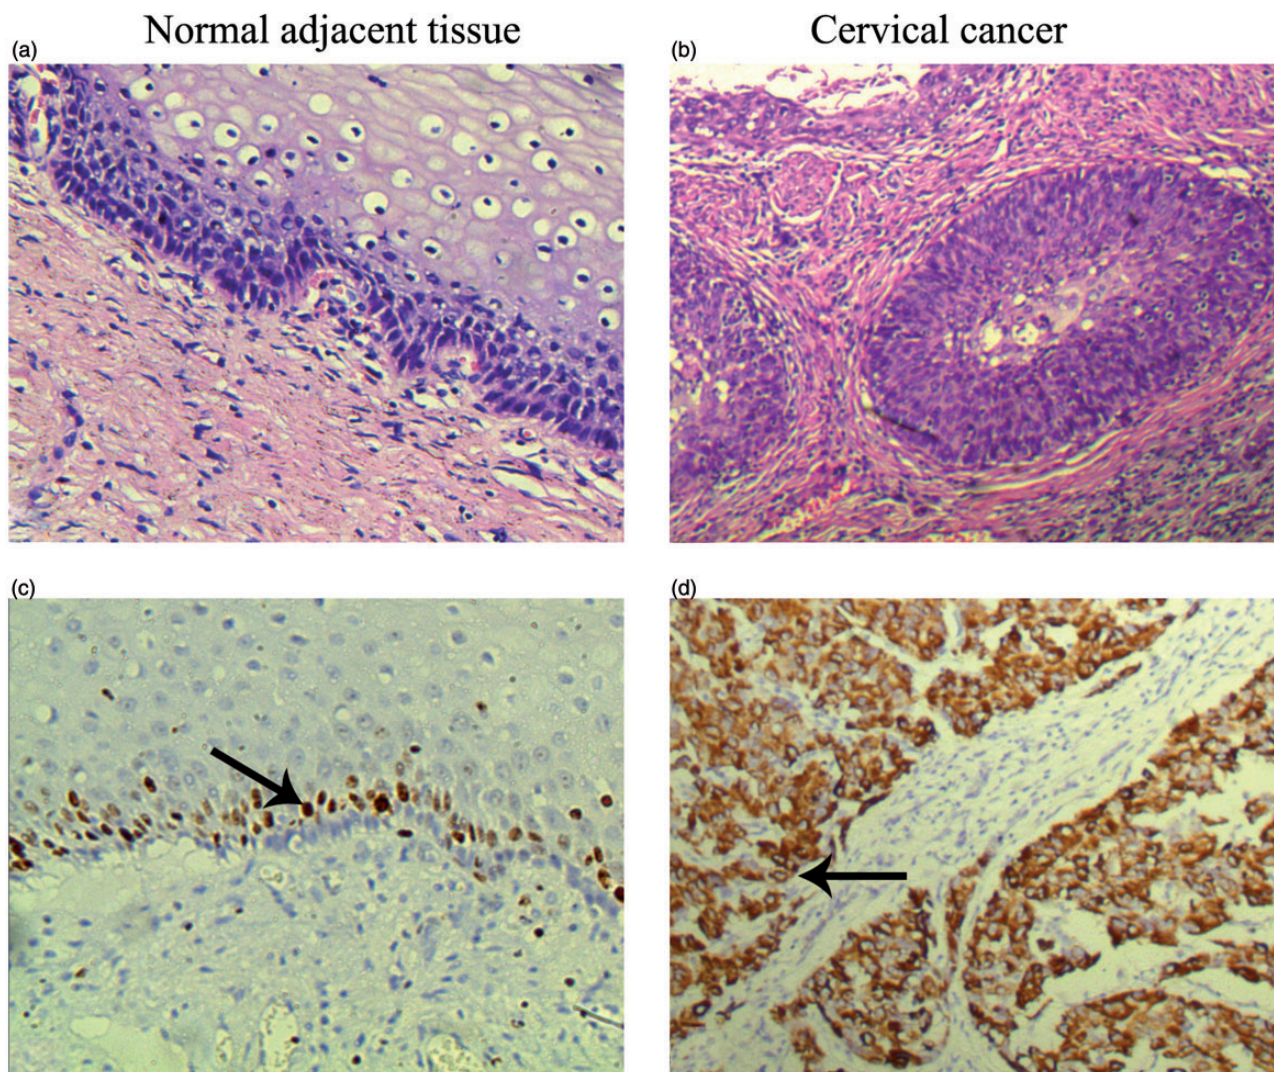 Normal adjacent tissue
Cervical cancer
(a)
(b)
(c)
(d)